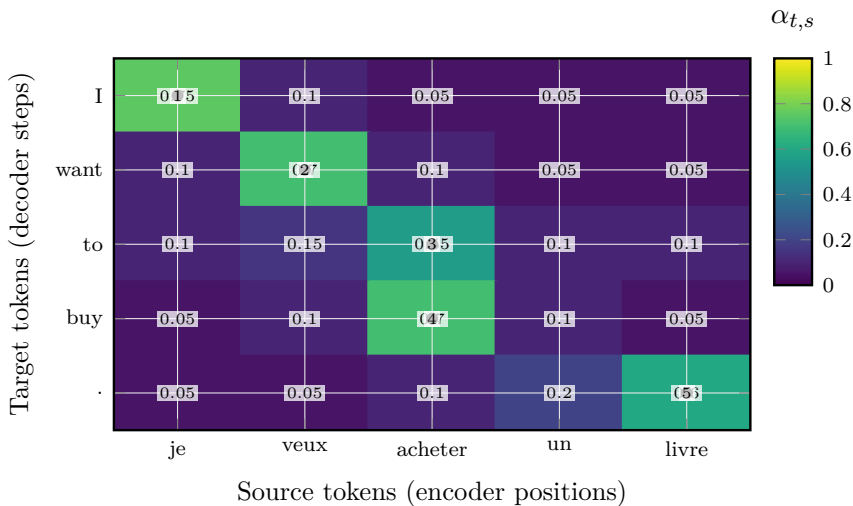 α_{t,s}
I 0.1 0.05 0.05 0.05
want 0.1 0.1 0.05 0.05
to 0.1 0.15 0.1 0.1
buy 0.05 0.1 0.1 0.05
. 0.05 0.05 0.1 0.2
je veux acheter un livre
Source tokens (encoder positions)
Target tokens (decoder steps)
1
0.8
0.6
0.4
0.2
0